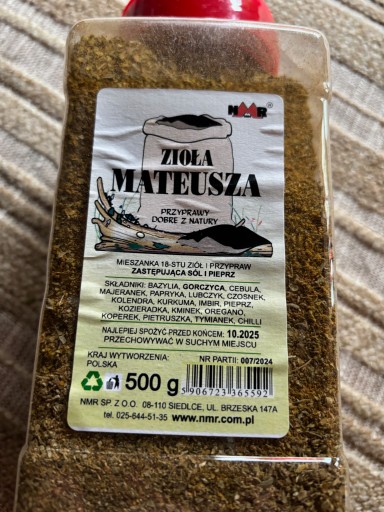 NMR
ZIOŁA
MATEUSZA
PRZYPRAWY
DOBRE Z NATURY
MIESZANKA 18-STU ZIÓŁ I PRZYPRAW
ZASTĘPUJĄCA SÓL I PIEPRZ
SKŁADNIKI: BAZYLIA, GORCZYCA, CEBULA,
MAJERANEK, PAPRYKA, LUBCZYK, CZOSNEK,
KOLENDRA, KURKUMA, IMBIR, PIEPRZ,
KOZIERADKA, KMINEK, OREGANO,
KOPEREK, PIETRUSZKA, TYMIANEK, CHILLI
NAJLEPIEJ SPOŻYĆ PRZED KOŃCEM: 10.2025
PRZECHOWYWAĆ W SUCHYM MIEJSCU
KRAJ WYTWORZENIA: NR PARTII: 007/2024
POLSKA
500 g
5906723365592
NMR SP. Z O.O. 08-110 SIEDLCE, UL. BRZESKA 147A
tel. 025-644-51-35 www.nmr.com.pl